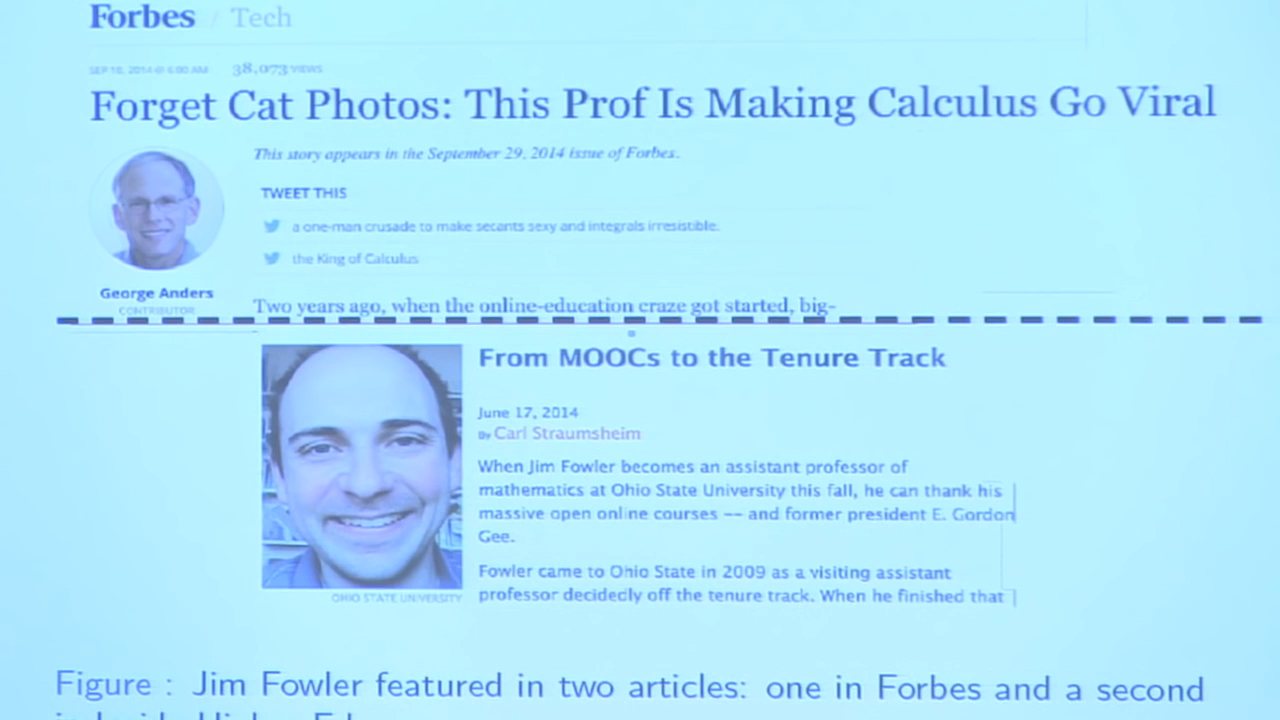 Forbes / Tech
SEP 10, 2014 @ 6:00 AM 38,073 VIEWS
Forget Cat Photos: This Prof Is Making Calculus Go Viral
This story appears in the September 29, 2014 issue of Forbes.
TWEET THIS
a one-man crusade to make secants sexy and integrals irresistible.
the King of Calculus
George Anders
CONTRIBUTOR
Two years ago, when the online-education craze got started, big-
From MOOCs to the Tenure Track
June 17, 2014
By Carl Straumsheim
When Jim Fowler becomes an assistant professor of
mathematics at Ohio State University this fall, he can thank his
massive open online courses -- and former president E. Gordon
Gee.
Fowler came to Ohio State in 2009 as a visiting assistant
professor decidedly off the tenure track. When he finished that
OHIO STATE UNIVERSITY
Figure : Jim Fowler featured in two articles: one in Forbes and a second